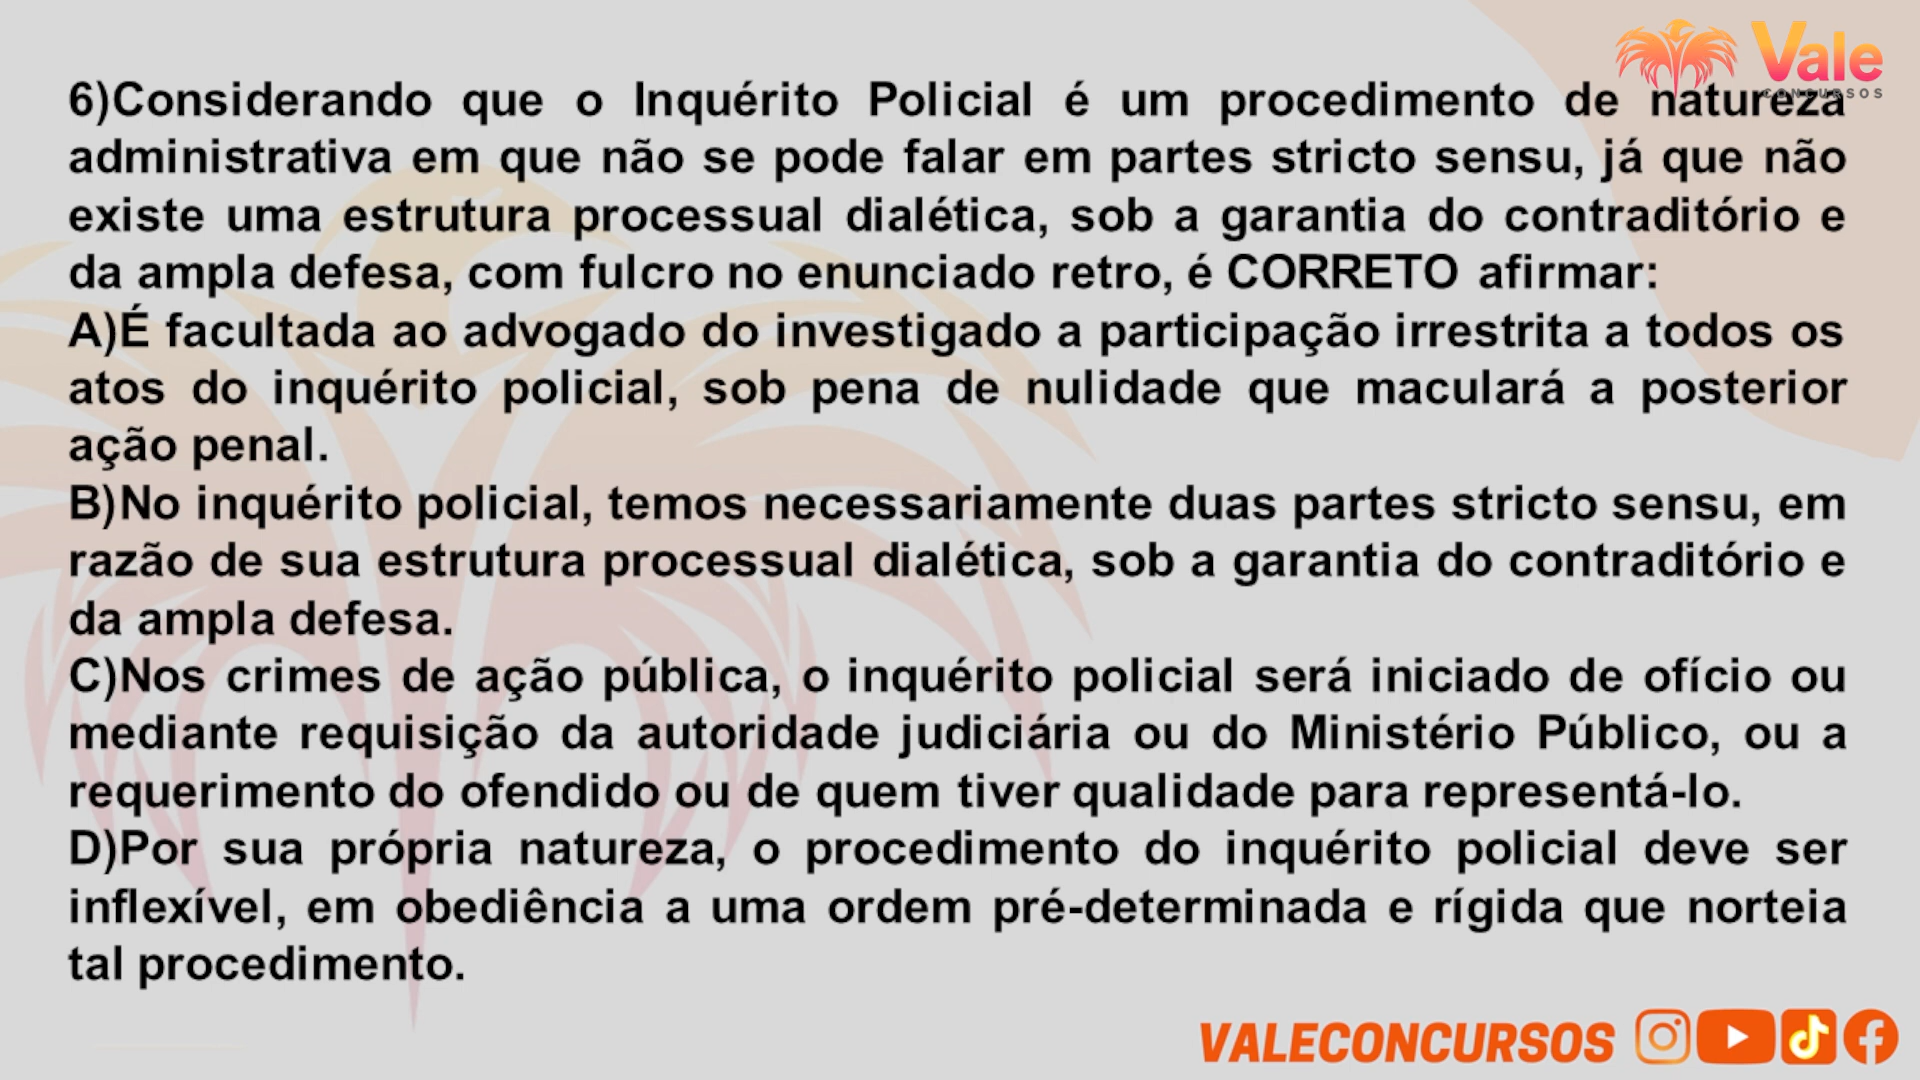 Vale
CONCURSOS
6)Considerando que o Inquérito Policial é um procedimento de natureza
administrativa em que não se pode falar em partes stricto sensu, já que não
existe uma estrutura processual dialética, sob a garantia do contraditório e
da ampla defesa, com fulcro no enunciado retro, é CORRETO afirmar:
A)É facultada ao advogado do investigado a participação irrestrita a todos os
atos do inquérito policial, sob pena de nulidade que maculará a posterior
ação penal.
B)No inquérito policial, temos necessariamente duas partes stricto sensu, em
razão de sua estrutura processual dialética, sob a garantia do contraditório e
da ampla defesa.
C)Nos crimes de ação pública, o inquérito policial será iniciado de ofício ou
mediante requisição da autoridade judiciária ou do Ministério Público, ou a
requerimento do ofendido ou de quem tiver qualidade para representá-lo.
D)Por sua própria natureza, o procedimento do inquérito policial deve ser
inflexível, em obediência a uma ordem pré-determinada e rígida que norteia
tal procedimento.
VALECONCURSOS